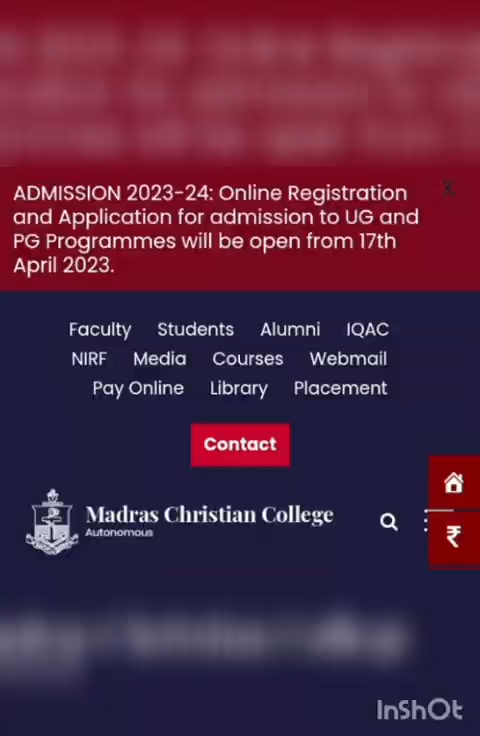 ADMISSION 2023-24: Online Registration
and Application for admission to UG and
PG Programmes will be open from 17th
April 2023.
X
Faculty Students Alumni IQAC
NIRF Media Courses Webmail
Pay Online Library Placement
Contact
Madras Christian College
Autonomous
₹
InShOt